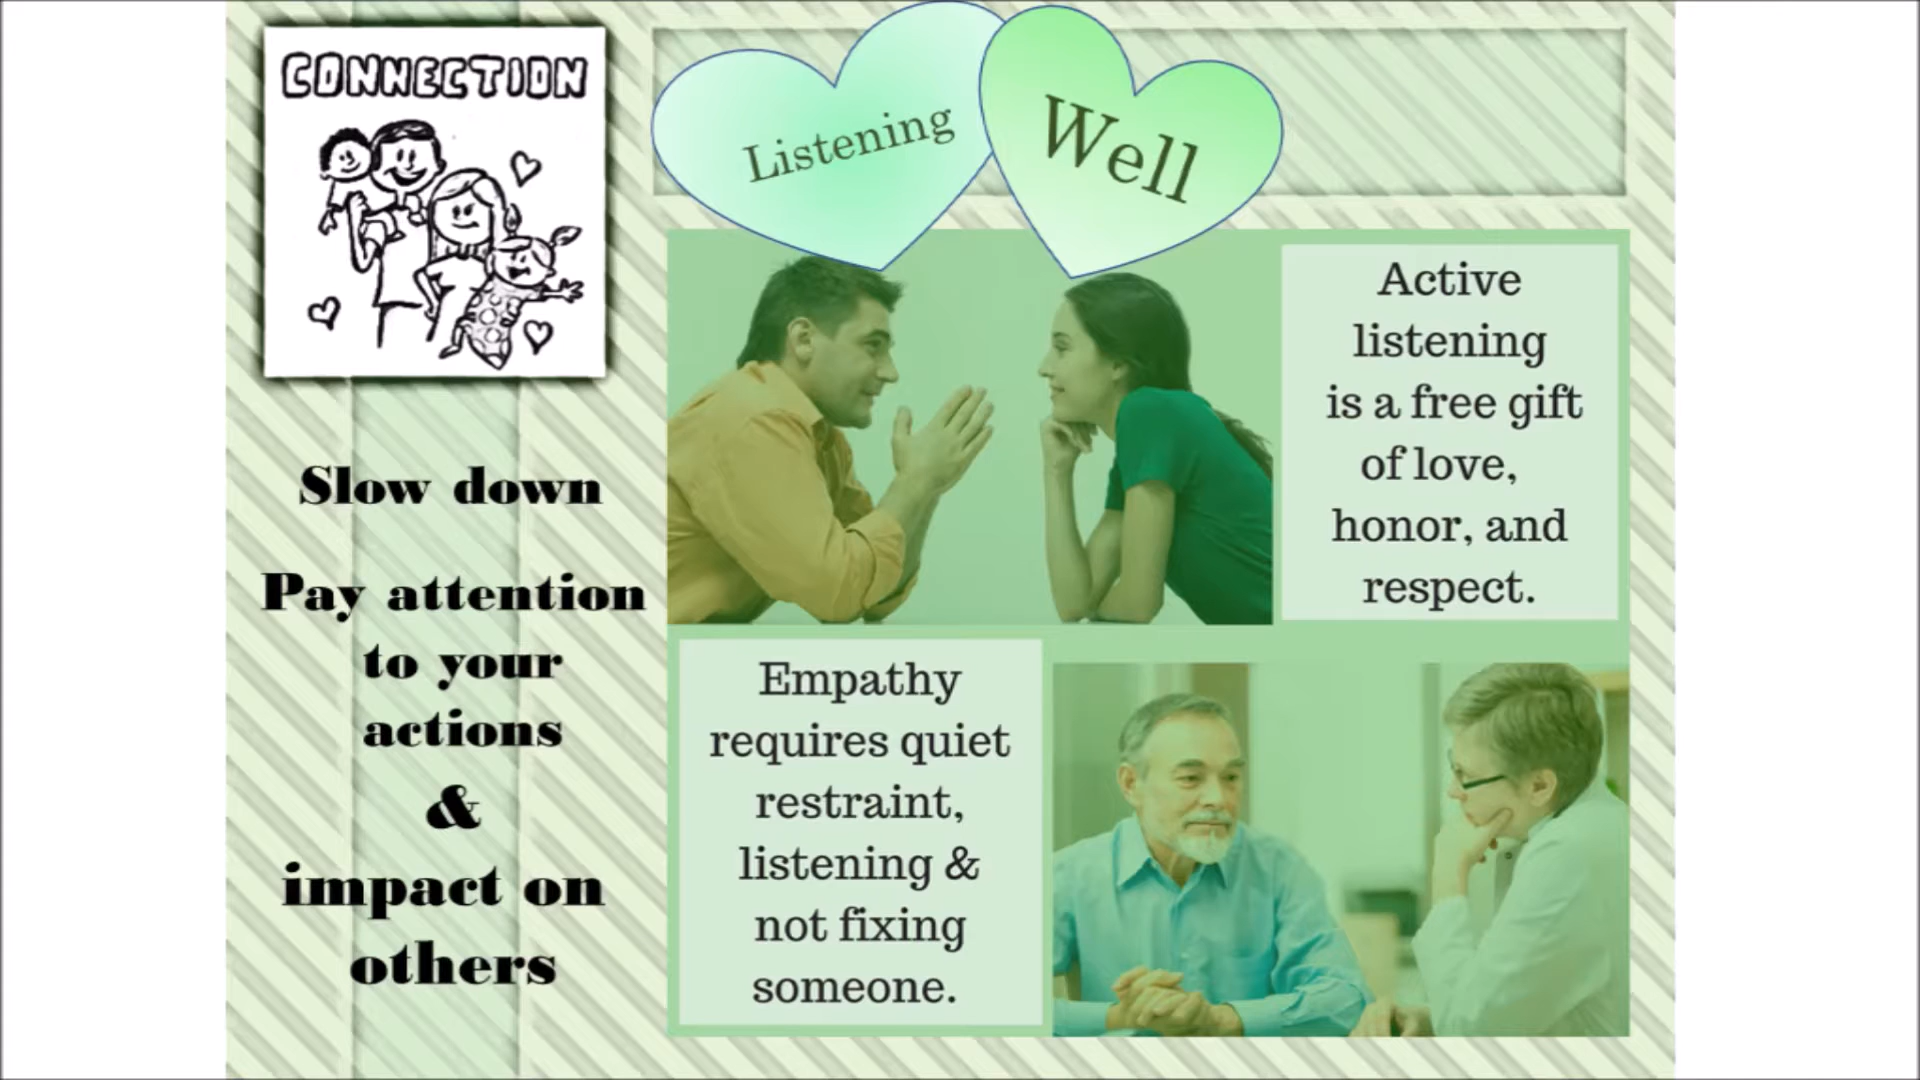 CONNECTION
Listening
Well
Slow down
Pay attention
to your
actions
&
impact on
others
Active
listening
is a free gift
of love,
honor, and
respect.
Empathy
requires quiet
restraint,
listening &
not fixing
someone.